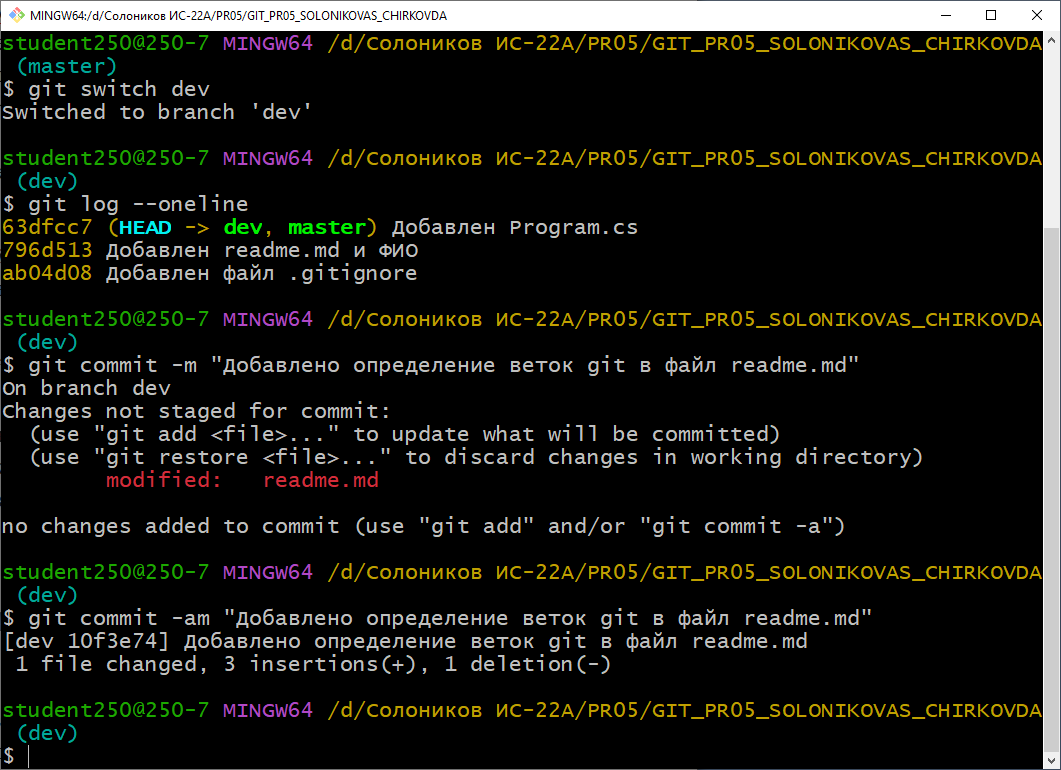 MINGW64:/d/Солоников ИС-22А/PR05/GIT_PR05_SOLONIKOVAS_CHIRKOVDA
student250@250-7 MINGW64 /d/Солоников ИС-22А/PR05/GIT_PR05_SOLONIKOVAS_CHIRKOVDA
(master)
$ git switch dev
Switched to branch 'dev'
student250@250-7 MINGW64 /d/Солоников ИС-22А/PR05/GIT_PR05_SOLONIKOVAS_CHIRKOVDA
(dev)
$ git log --oneline
63dfcc7 (HEAD -> dev, master) Добавлен Program.cs
796d513 Добавлен readme.md и ФИО
ab04d08 Добавлен файл .gitignore
student250@250-7 MINGW64 /d/Солоников ИС-22А/PR05/GIT_PR05_SOLONIKOVAS_CHIRKOVDA
(dev)
$ git commit -m "Добавлено определение веток git в файл readme.md"
On branch dev
Changes not staged for commit:
(use "git add <file>..." to update what will be committed)
(use "git restore <file>..." to discard changes in working directory)
modified:   readme.md
no changes added to commit (use "git add" and/or "git commit -a")
student250@250-7 MINGW64 /d/Солоников ИС-22А/PR05/GIT_PR05_SOLONIKOVAS_CHIRKOVDA
(dev)
$ git commit -am "Добавлено определение веток git в файл readme.md"
[dev 10f3e74] Добавлено определение веток git в файл readme.md
1 file changed, 3 insertions(+), 1 deletion(-)
student250@250-7 MINGW64 /d/Солоников ИС-22А/PR05/GIT_PR05_SOLONIKOVAS_CHIRKOVDA
(dev)
$